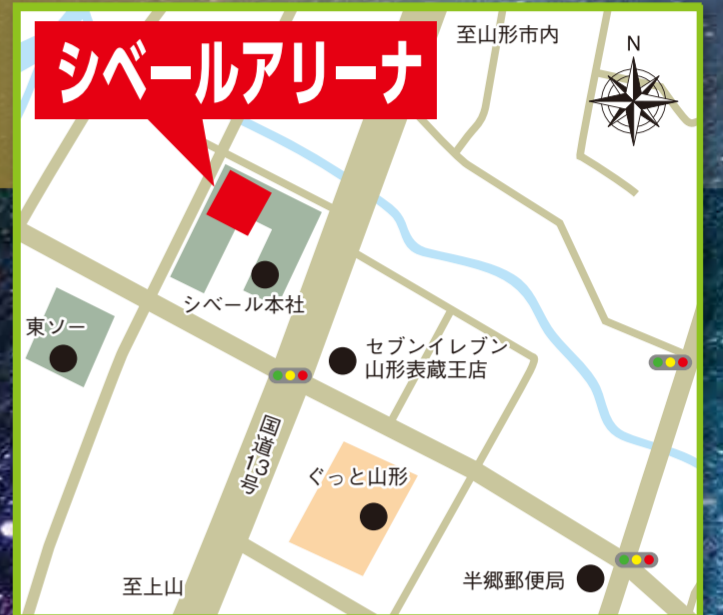 至山形市内
N
シベールアリーナ
シベール本社
東ソー
セブンイレブン
山形表蔵王店
国道13号
ぐっと山形
半郷郵便局
至上山